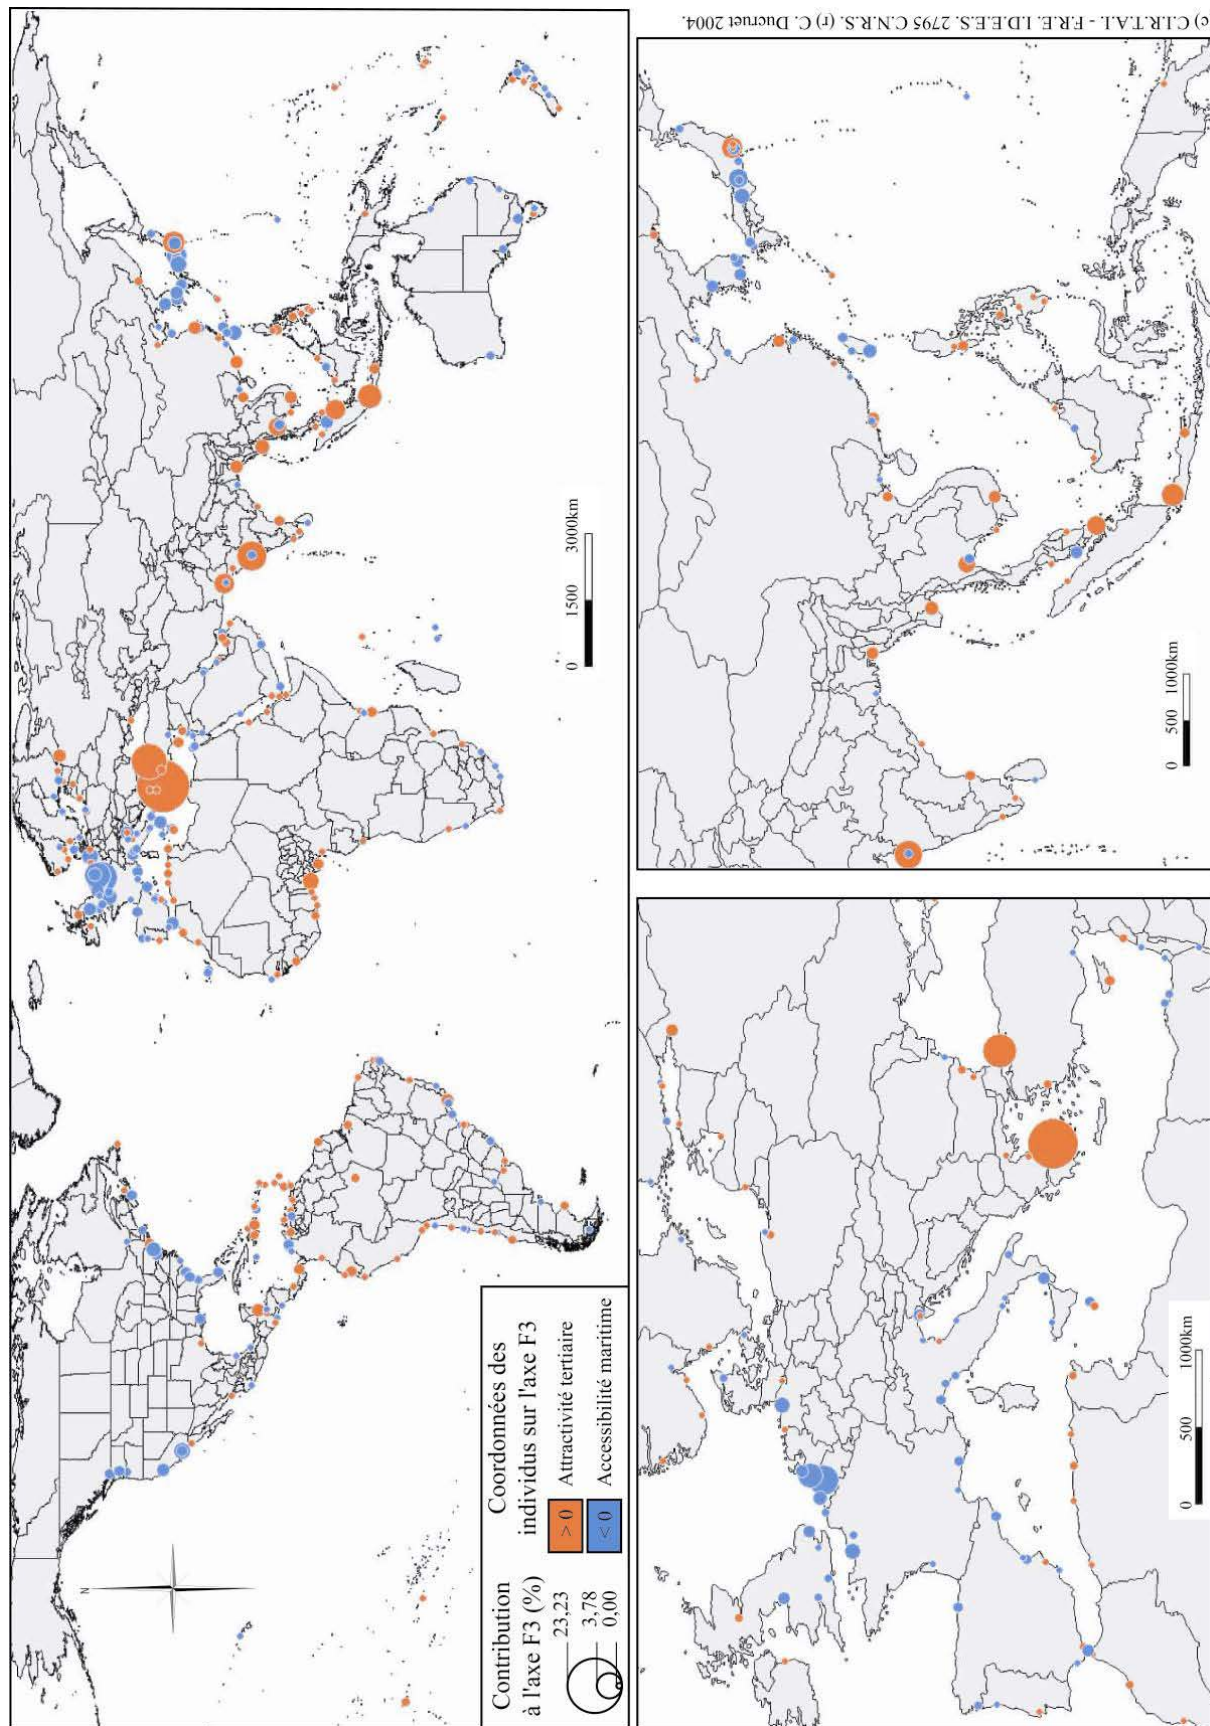 (c) C.I.R.T.A.I. - F.R.E. I.D.E.E.S. 2795 C.N.R.S. (r) C. Ducruet 2004.
N
0 1500 3000km
Contribution
à l'axe F3 (%)
23,23
3,78
0,00
Coordonnées des
individus sur l'axe F3
> 0 Attractivité tertiaire
< 0 Accessibilité maritime
0 500 1000km
0 500 1000km